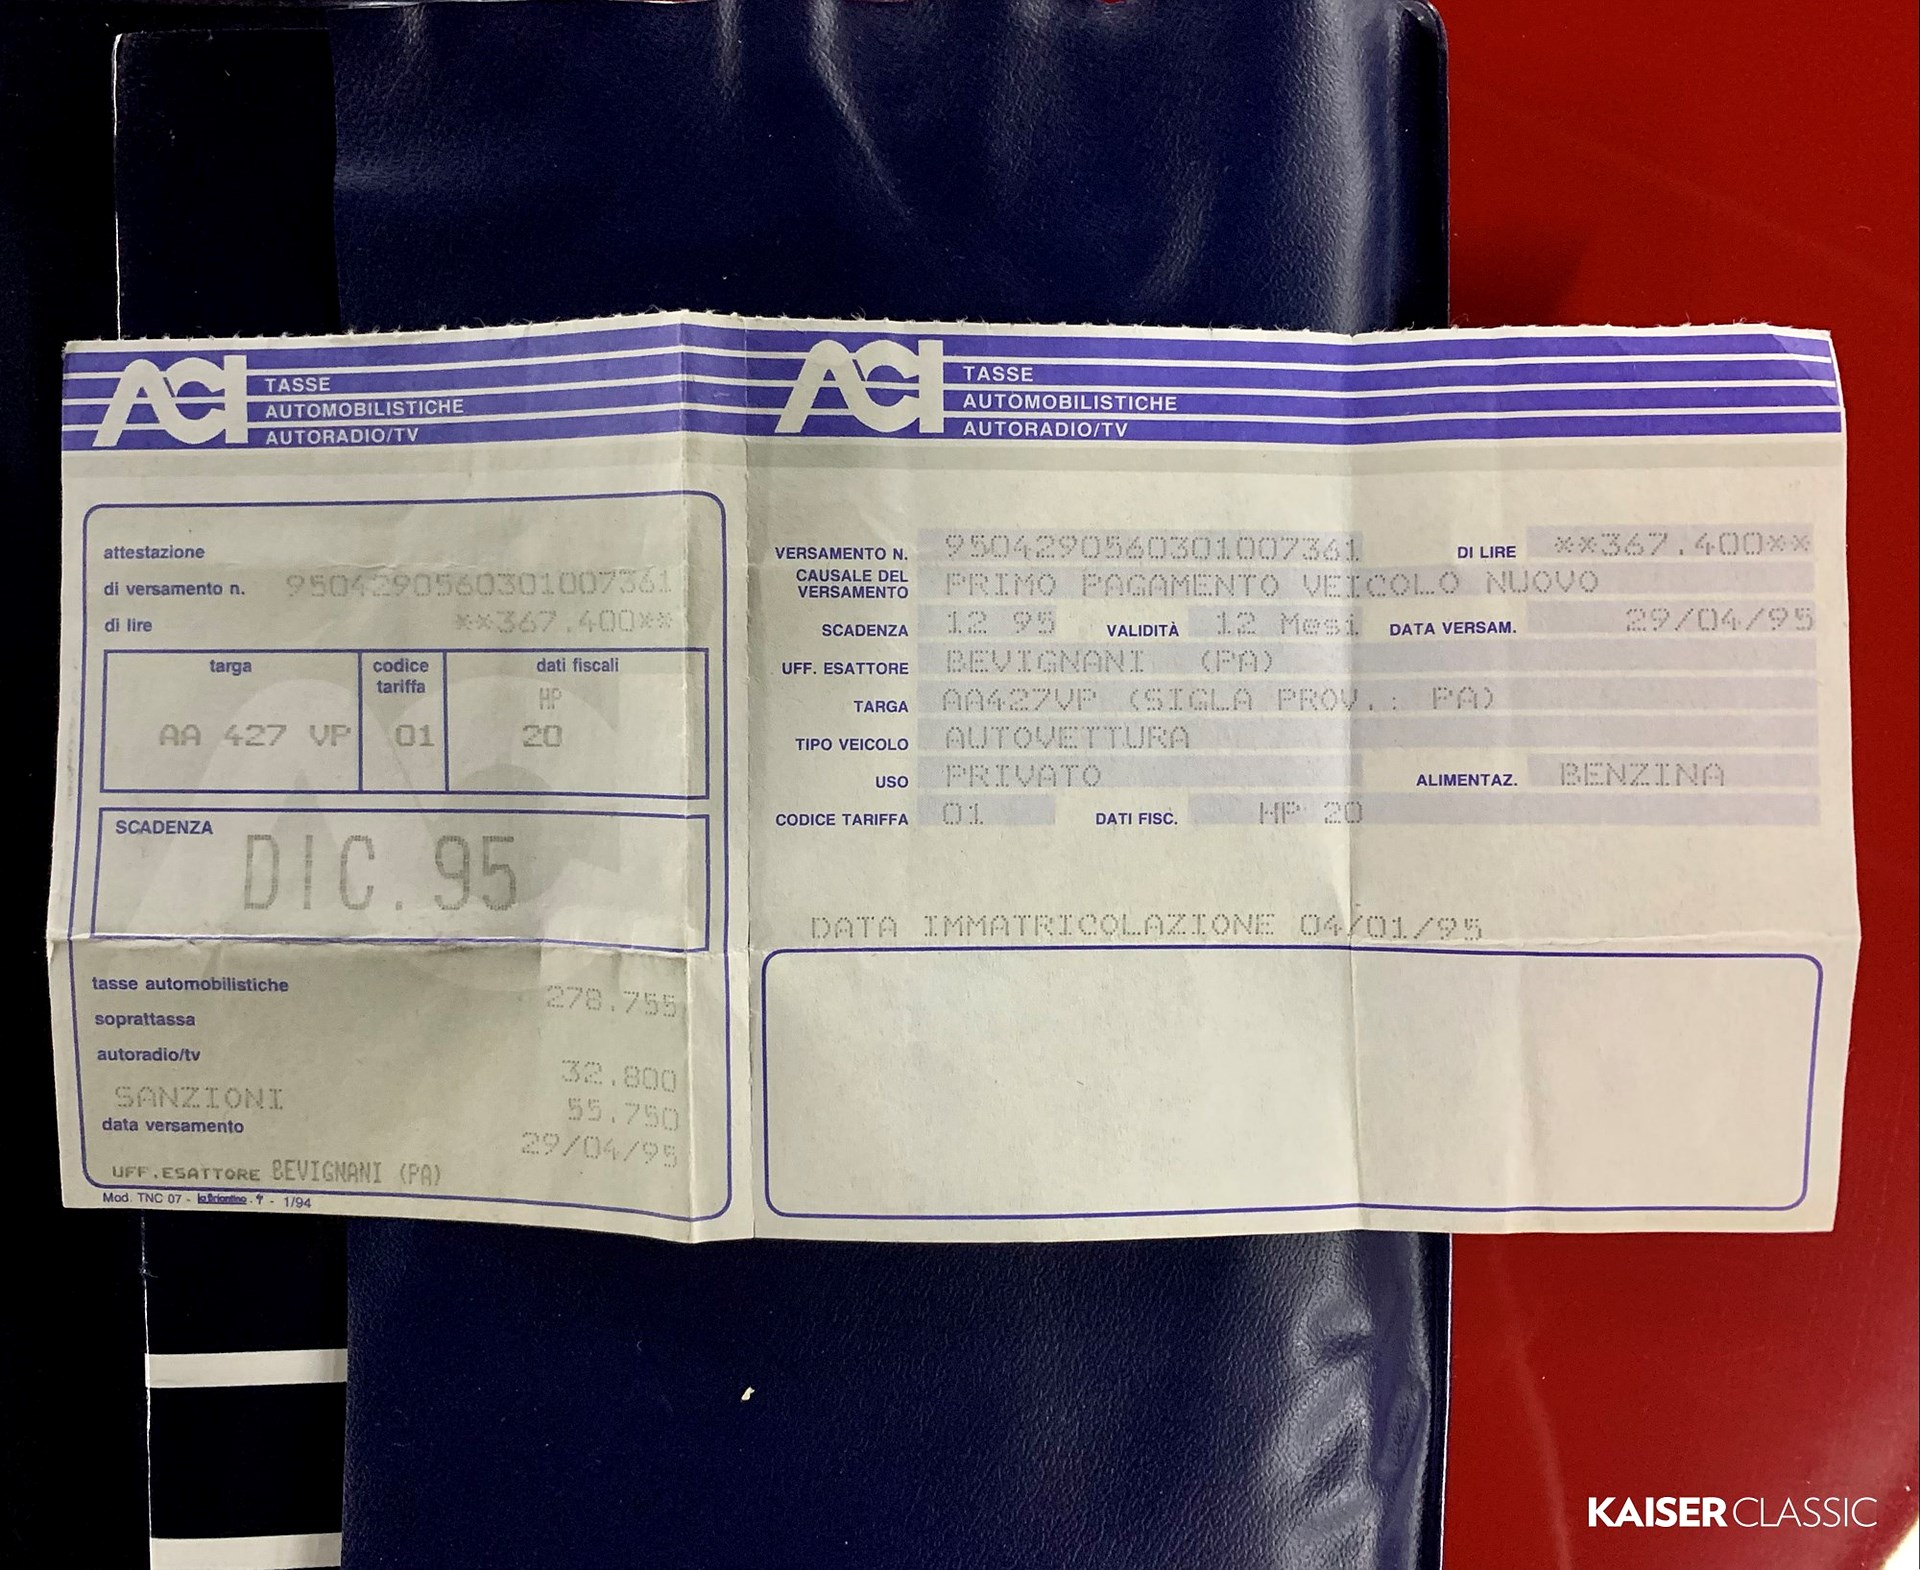 ACI TASSE
AUTOMOBILISTICHE
AUTORADIO/TV
attestazione
di versamento n. 9504290560301007361
di lire **367.400**
targa codice tariffa dati fiscali
HP
AA 427 VP 01 20
SCADENZA
DIC. 95
tasse automobilistiche 278.755
soprattassa
autoradio/tv 32.800
SANZIONI 55.750
data versamento 29/04/95
UFF.ESATTORE BEVIGNANI (PA)
Mod. TNC 07 - - 1/94
ACI TASSE
AUTOMOBILISTICHE
AUTORADIO/TV
VERSAMENTO N. 9504290560301007361 DI LIRE **367.400**
CAUSALE DEL VERSAMENTO PRIMO PAGAMENTO VEICOLO NUOVO
SCADENZA 12 95 VALIDITÀ 12 Mesi DATA VERSAM. 29/04/95
UFF. ESATTORE BEVIGNANI (PA)
TARGA AA427VP (SIGLA PROV.: PA)
TIPO VEICOLO AUTOVETTURA
USO PRIVATO ALIMENTAZ. BENZINA
CODICE TARIFFA 01 DATI FISC. HP 20
DATA IMMATRICOLAZIONE 04/01/95
KAISER CLASSIC